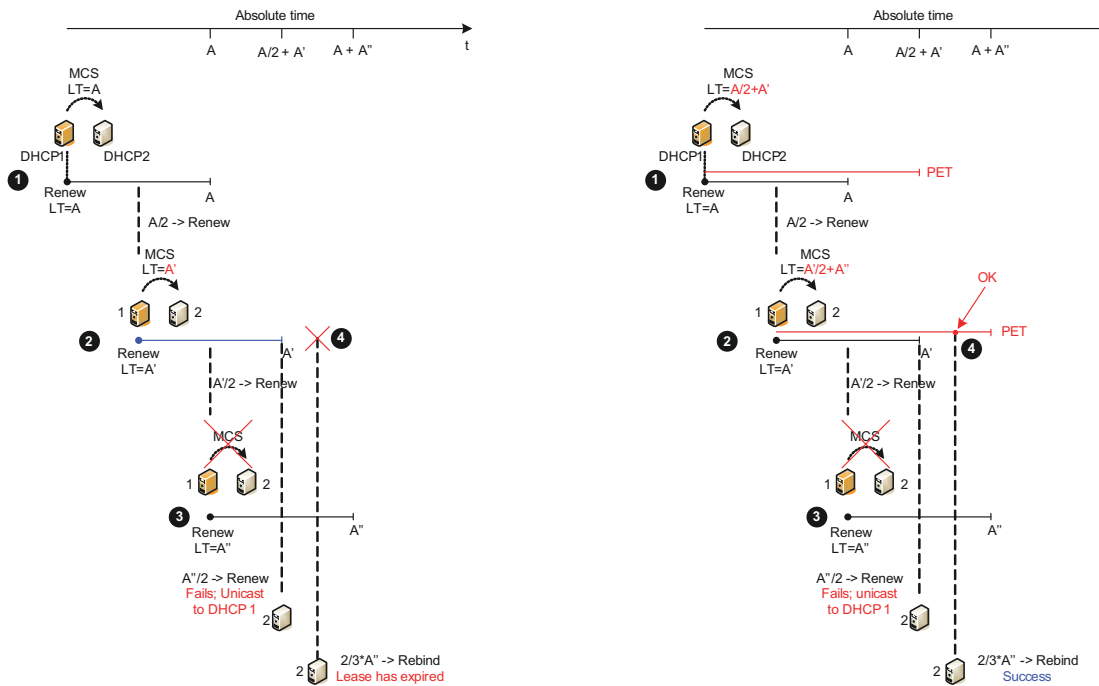 Absolute time
A
A/2 + A'
A + A''
t
MCS
LT=A
DHCP1
DHCP2
1
Renew
LT=A
A
A/2 -> Renew
MCS
LT=A'
1
2
2
Renew
LT=A'
A'
4
A'/2 -> Renew
MCS
1
2
3
Renew
LT=A''
A''
A''/2 -> Renew
Fails; Unicast
to DHCP 1
2
2
2/3*A'' -> Rebind
Lease has expired
Absolute time
A
A/2 + A'
A + A''
MCS
LT=A/2+A'
DHCP1
DHCP2
PET
1
Renew
LT=A
A
A/2 -> Renew
MCS
LT=A'/2+A''
OK
1
2
PET
2
Renew
LT=A'
A'
4
A'/2 -> Renew
MCS
1
2
3
Renew
LT=A''
A''
A''/2 -> Renew
Fails; unicast
to DHCP 1
2
2
2/3*A'' -> Rebind
Success